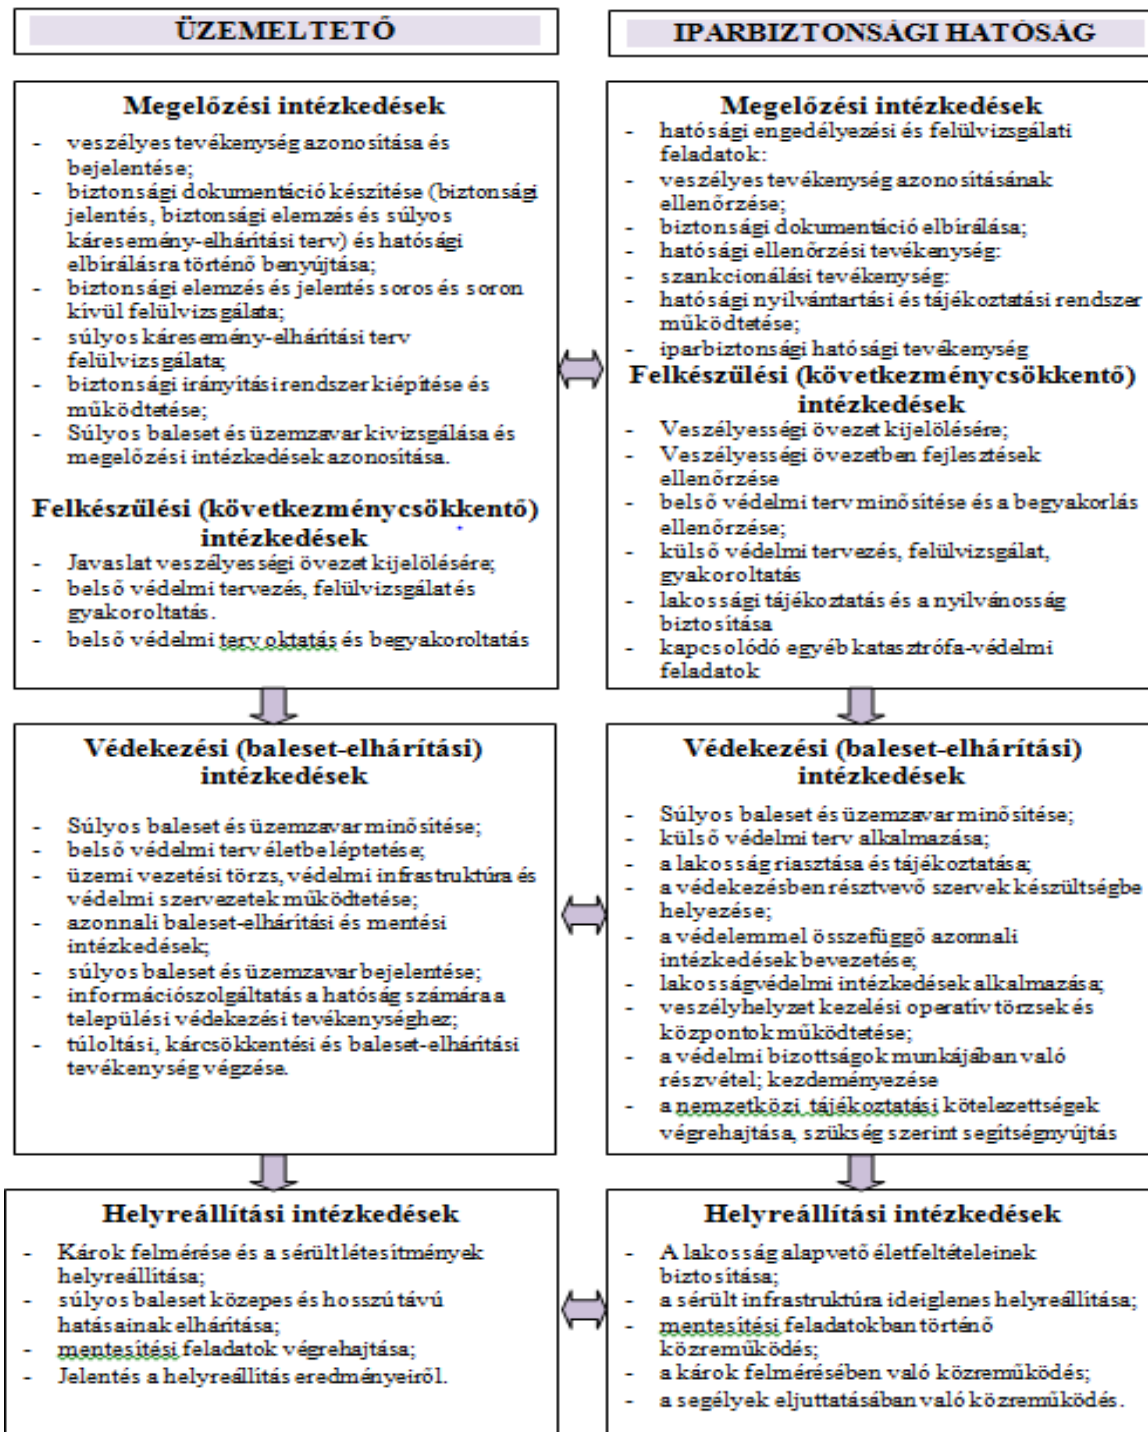 ÜZEMELTETŐ
Megelőzési intézkedések
- veszélyes tevékenység azonosítása és
bejelentése;
- biztonsági dokumentáció készítése (biztonsági
jelentés, biztonsági elemzés és súlyos
káresemény-elhárítási terv) és hatósági
elbírálásra történő benyújtása;
- biztonsági elemzés és jelentés soros és soron
kívül felülvizsgálata;
- súlyos káresemény-elhárítási terv
felülvizsgálata;
- biztonsági irányítási rendszer kiépítése és
működtetése;
- Súlyos baleset és üzemzavar kivizsgálása és
megelőzési intézkedések azonosítása.
Felkészülési (következménycsökkentő)
intézkedések
- Javaslat veszélyességi övezet kijelölésére;
- belső védelmi tervezés, felülvizsgálat és
gyakoroltatás.
- belső védelmi terv oktatás és begyakoroltatás
IPARBIZTONSÁGI HATÓSÁG
Megelőzési intézkedések
- hatósági engedélyezési és felülvizsgálati
feladatok:
- veszélyes tevékenység azonosításának
ellenőrzése;
- biztonsági dokumentáció elbírálása;
- hatósági ellenőrzési tevékenység:
- szankcionálási tevékenység:
- hatósági nyilvántartási és tájékoztatási rendszer
működtetése;
- iparbiztonsági hatósági tevékenység
Felkészülési (következménycsökkentő)
intézkedések
- Veszélyességi övezet kijelölésére;
- Veszélyességi övezetben fejlesztések
ellenőrzése
- belső védelmi terv minősítése és a begyakorlás
ellenőrzése;
- külső védelmi tervezés, felülvizsgálat,
gyakoroltatás
- lakossági tájékoztatás és a nyilvánosság
biztosítása
- kapcsolódó egyéb katasztrófa-védelmi
feladatok
Védekezési (baleset-elhárítási)
intézkedések
- Súlyos baleset és üzemzavar minősítése;
- belső védelmi terv életbe léptetése;
- üzemi vezetési törzs, védelmi infrastruktúra és
védelmi szervezetek működtetése;
- azonnali baleset-elhárítási és mentési
intézkedések;
- súlyos baleset és üzemzavar bejelentése;
- információszolgáltatás a hatóság számára a
települési védekezési tevékenységhez;
- túloltási, kárcsökkentési és baleset-elhárítási
tevékenység végzése.
Védekezési (baleset-elhárítási)
intézkedések
- Súlyos baleset és üzemzavar minősítése;
- külső védelmi terv alkalmazása;
- a lakosság riasztása és tájékoztatása;
- a védekezésben résztvevő szervek készültségbe
helyezése;
- a védelemmel összefüggő azonnali
intézkedések bevezetése;
- lakosságvédelmi intézkedések alkalmazása;
- veszélyhelyzet kezelési operatív törzsek és
központok működtetése;
- a védelmi bizottságok munkájában való
részvétel; kezdeményezése
- a nemzetközi tájékoztatási kötelezettségek
végrehajtása, szükség szerint segítségnyújtás
Helyreállítási intézkedések
- Károk felmérése és a sérült létesítmények
helyreállítása;
- súlyos baleset közepes és hosszú távú
hatásainak elhárítása;
- mentesítési feladatok végrehajtása;
- Jelentés a helyreállítás eredményeiről.
Helyreállítási intézkedések
- A lakosság alapvető életfeltételeinek
biztosítása;
- a sérült infrastruktúra ideiglenes helyreállítása;
- mentesítési feladatokban történő
közreműködés;
- a károk felmérésében való közreműködés;
- a segélyek eljuttatásában való közreműködés.